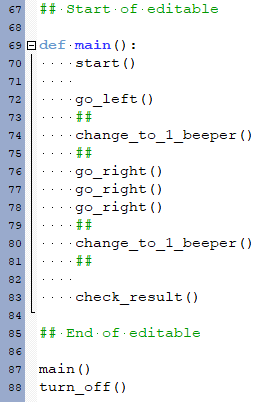 67 ## Start of editable
68
69 def main():
70 start()
71
72 go_left()
73 ##
74 change_to_1_beeper()
75 ##
76 go_right()
77 go_right()
78 go_right()
79 ##
80 change_to_1_beeper()
81 ##
82
83 check_result()
84
85 ## End of editable
86
87 main()
88 turn_off()